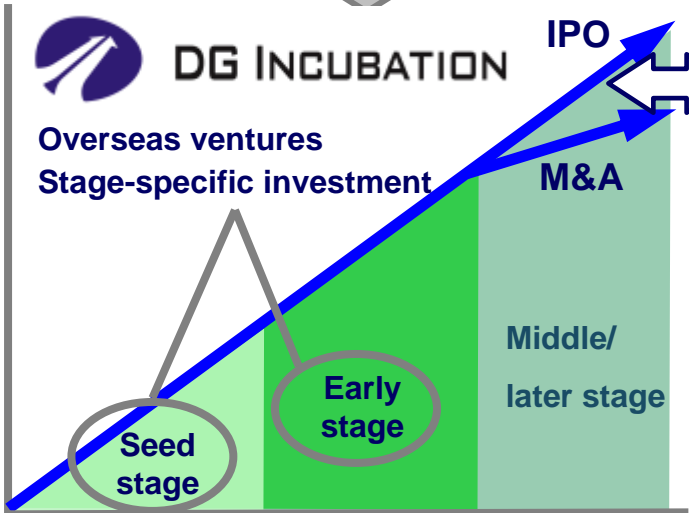 DG INCUBATION
IPO
Overseas ventures
Stage-specific investment
M&A
Middle/
later stage
Early
stage
Seed
stage